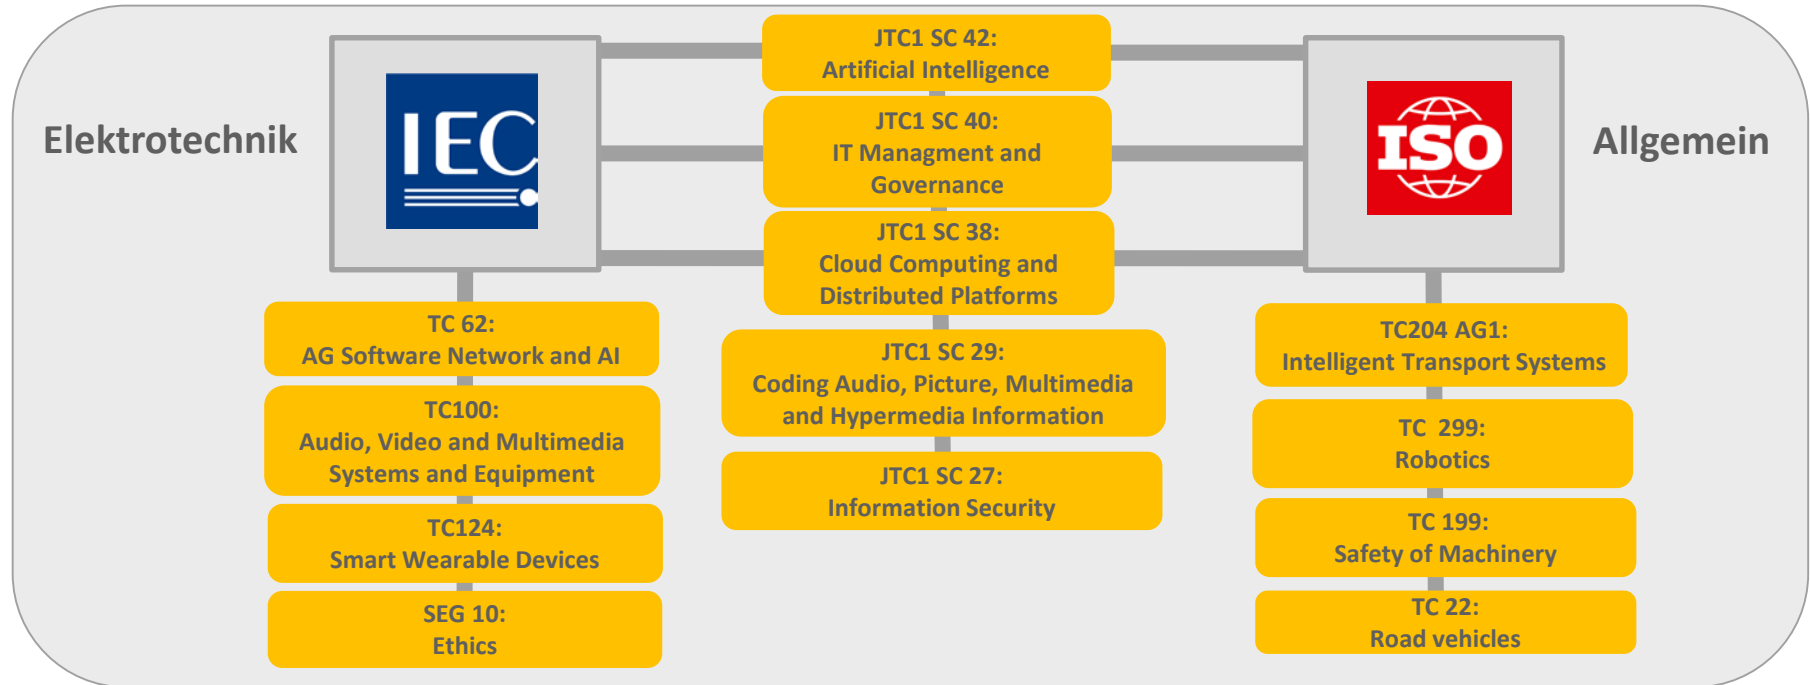 Elektrotechnik
IEC
TC 62:
AG Software Network and AI
TC100:
Audio, Video and Multimedia
Systems and Equipment
TC124:
Smart Wearable Devices
SEG 10:
Ethics
JTC1 SC 42:
Artificial Intelligence
JTC1 SC 40:
IT Managment and
Governance
JTC1 SC 38:
Cloud Computing and
Distributed Platforms
JTC1 SC 29:
Coding Audio, Picture, Multimedia
and Hypermedia Information
JTC1 SC 27:
Information Security
ISO
Allgemein
TC204 AG1:
Intelligent Transport Systems
TC 299:
Robotics
TC 199:
Safety of Machinery
TC 22:
Road vehicles